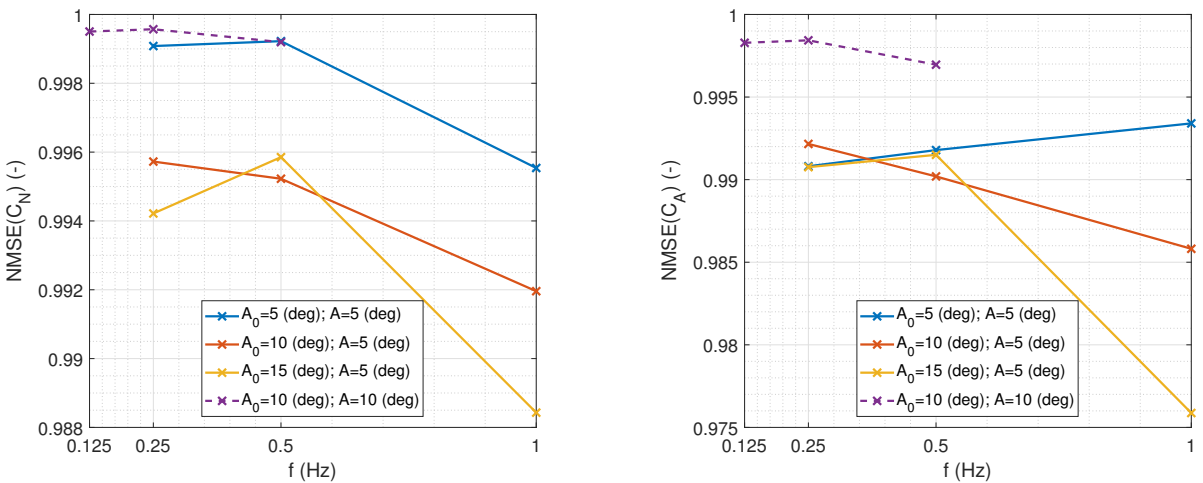 1
0.998
0.996
0.994
0.992
0.99
0.988
NMSE(C_N) (-)
A_0=5 (deg); A=5 (deg)
A_0=10 (deg); A=5 (deg)
A_0=15 (deg); A=5 (deg)
A_0=10 (deg); A=10 (deg)
0.125 0.25 0.5 1
f (Hz)
1
0.995
0.99
0.985
0.98
0.975
NMSE(C_A) (-)
A_0=5 (deg); A=5 (deg)
A_0=10 (deg); A=5 (deg)
A_0=15 (deg); A=5 (deg)
A_0=10 (deg); A=10 (deg)
0.125 0.25 0.5 1
f (Hz)